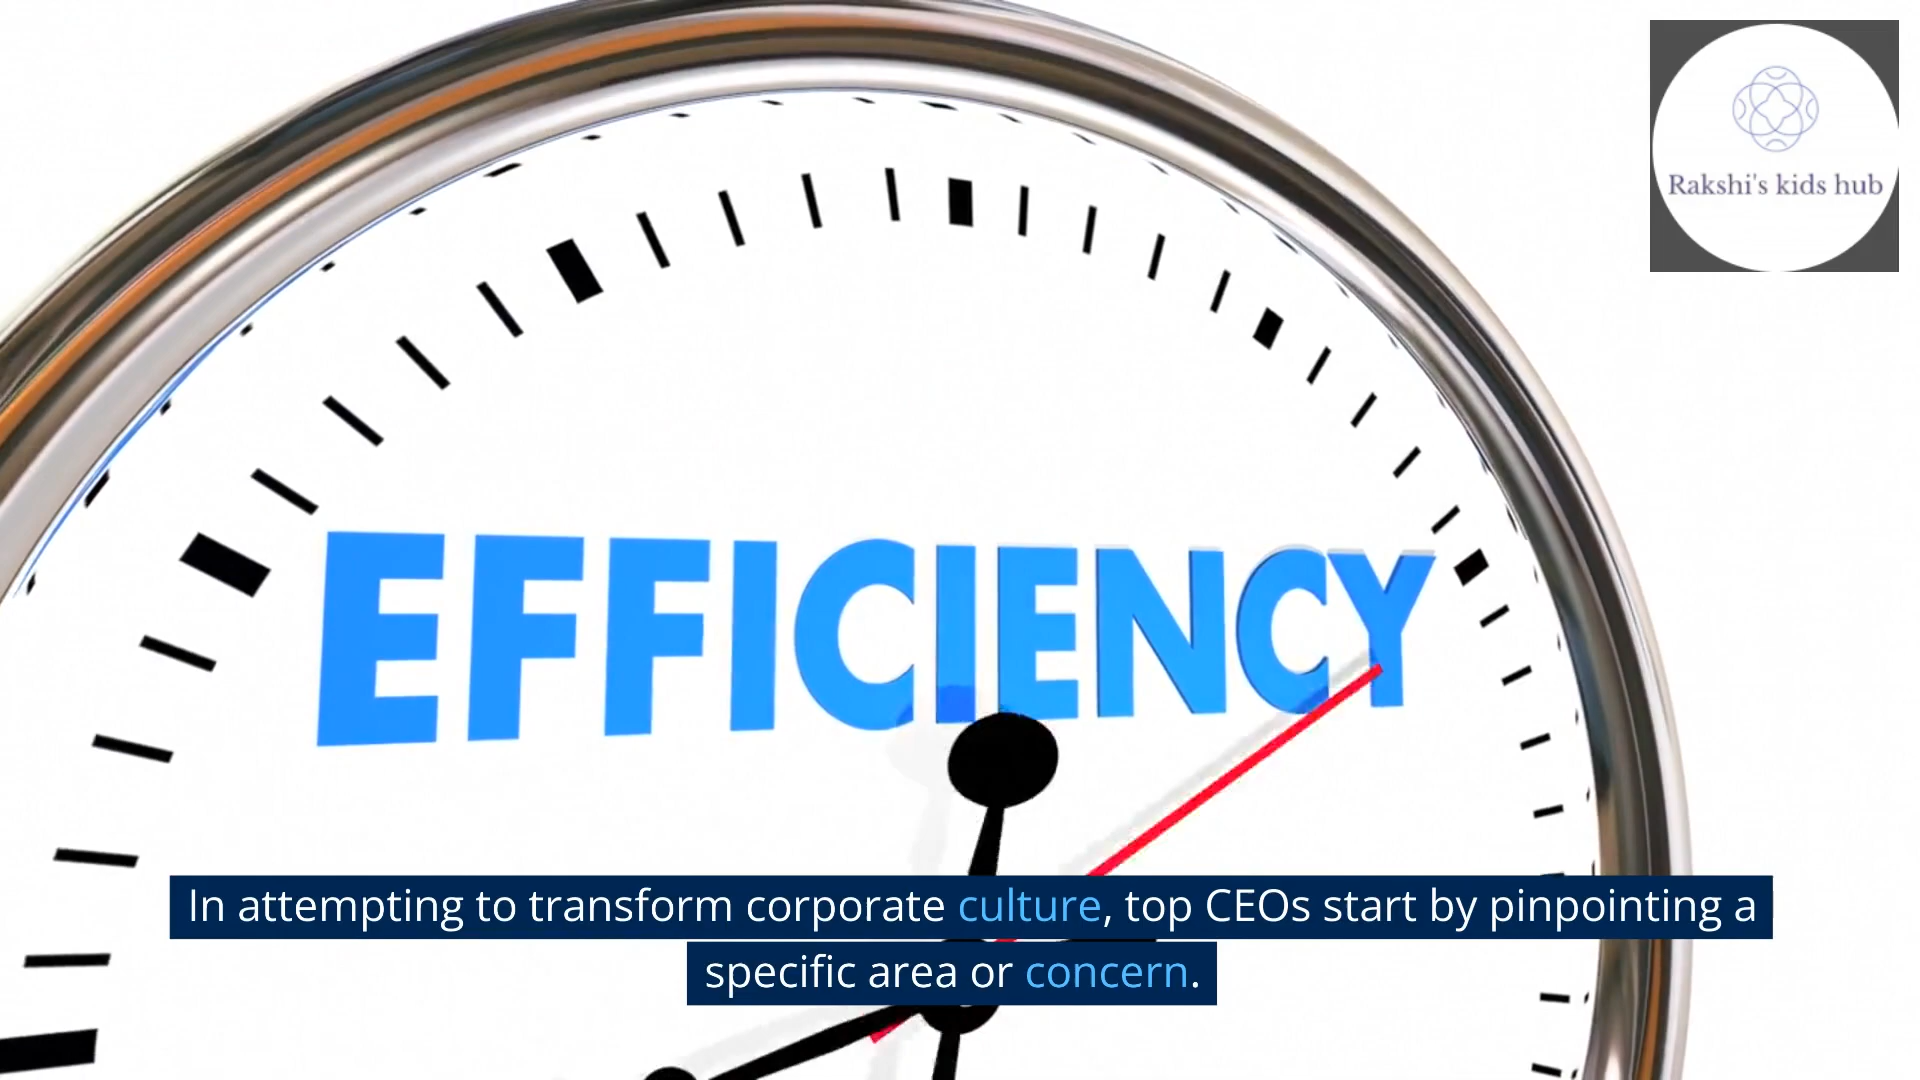 Rakshi's kids hub
EFFICIENCY
In attempting to transform corporate culture, top CEOs start by pinpointing a
specific area or concern.